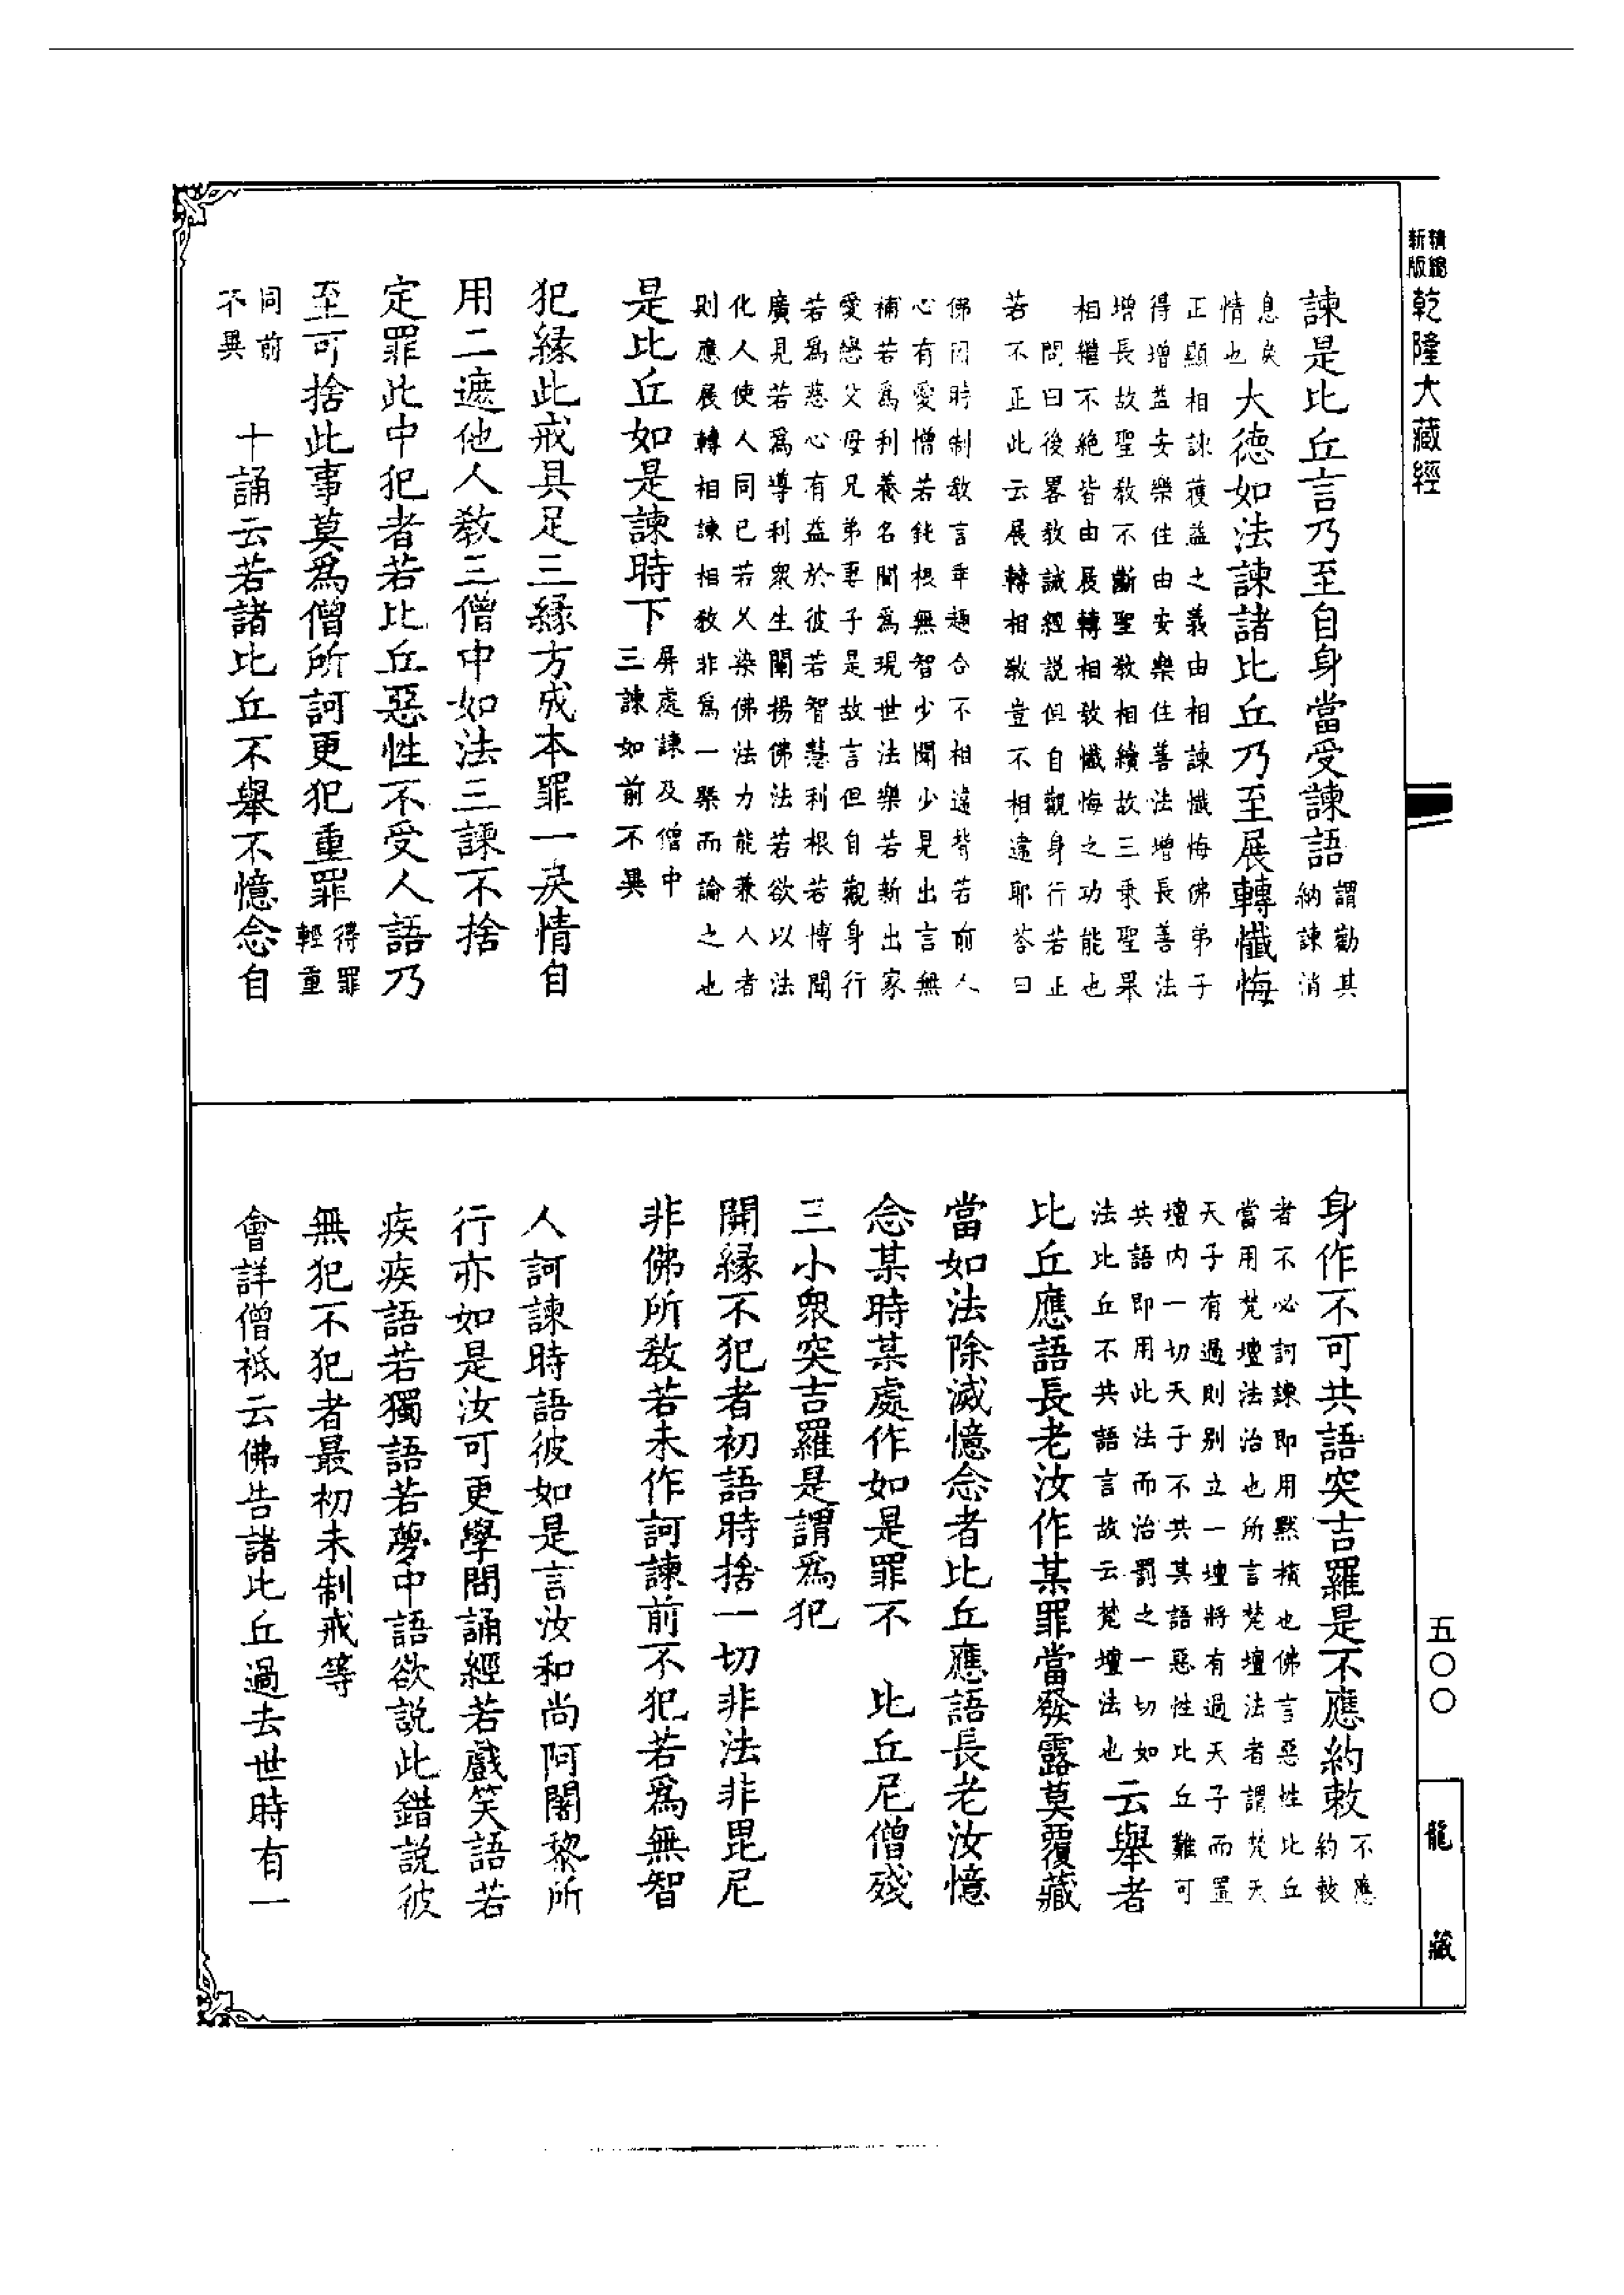 新版精縮 乾隆大藏經
諫是比丘言乃至自身當受諫語謂勸其
納諫消
息戾
情也大德如法諫諸比丘乃至展轉懺悔
正顯相諫獲益之義由相諫懺悔佛弟子
得增益安樂住由安樂住善法增長善法
增長故聖教不斷聖教相續故三乘聖果
相繼不絕皆由展轉相教懺悔之功能也
問曰後畧教誡經説但自觀身行若正
若不正此云展轉相教豈不相違耶答曰
佛因時制教言乖趣合不相違背若前人
心有愛憎若鈍根無智少聞少見出言無
補若為利養名聞為現世法樂若新出家
愛戀父母兄弟妻子是故言但自觀身行
若為慈心有益於彼若智慧利根若博聞
廣見若為導利衆生闡揚佛法若欲以法
化人使人同已若乂染佛法力能兼人者
則應展轉相諫相教非為一槩而論之也
是比丘如是諫時下屏處諫及僧中
三諫如前不異
犯緣此戒具足三緣方成本罪一戾情自
用二遮他人教三僧中如法三諫不捨
定罪此中犯者若比丘惡性不受人語乃
至可捨此事莫爲僧所訶更犯重罪得罪
輕重
同前
不異 十誦云若諸比丘不舉不憶念自
身作不可共語突吉羅是不應約敕不應
約敕
者不必訶諫即用默擯也佛言惡性比丘
當用梵壇法治也所言梵壇法者謂梵天
天子有過則別立一壇將有過天子而置
壇內一切天子不共其語惡性比丘難可
共語即用此法而治罰之一切如
法比丘不共語言故云梵壇法也云舉者
比丘應語長老汝作某罪當發露莫覆藏
當如法除滅憶念者比丘應語長老汝憶
念某時某處作如是罪不 比丘尼僧殘
三小衆突吉羅是謂爲犯
開緣不犯者初語時捨一切非法非毘尼
非佛所教若未作訶諫前不犯若爲無智
人訶諫時語彼如是言汝和尚阿闍黎所
行亦如是汝可更學問誦經若戲笑語若
疾疾語若獨語若夢中語欲説此錯説彼
無犯不犯者最初未制戒等
會詳僧祇云佛告諸比丘過去世時有一
五〇〇
龍藏